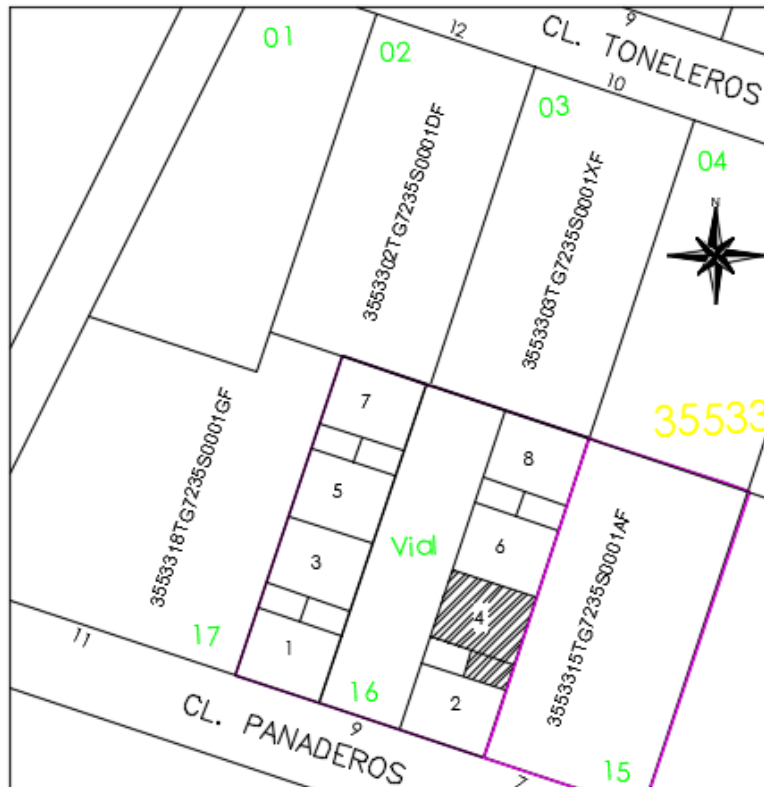 9
CL. TONELEROS
12
10
01
02
03
04
N
3553302TG7235S0001DF
3553303TG7235S0001XF
35533
3553318TG7235S0001GF
3553315TG7235S0001AF
7
8
5
6
Vial
3
4
1
2
11
17
16
9
CL. PANADEROS
7
15